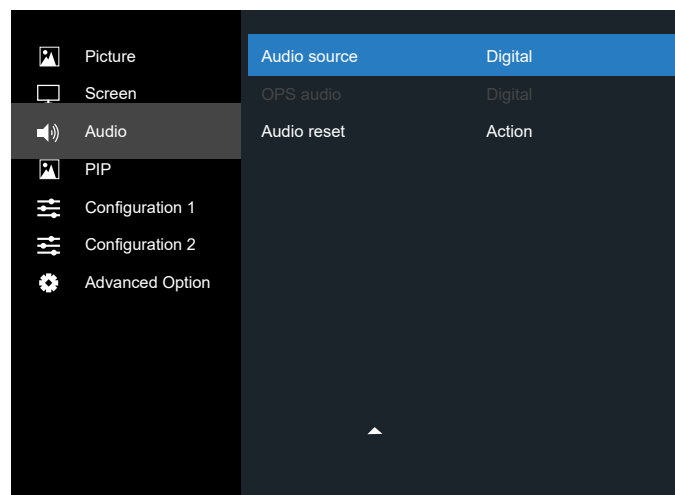 Picture
Screen
Audio
PIP
Configuration 1
Configuration 2
Advanced Option
Audio source Digital
OPS audio Digital
Audio reset Action